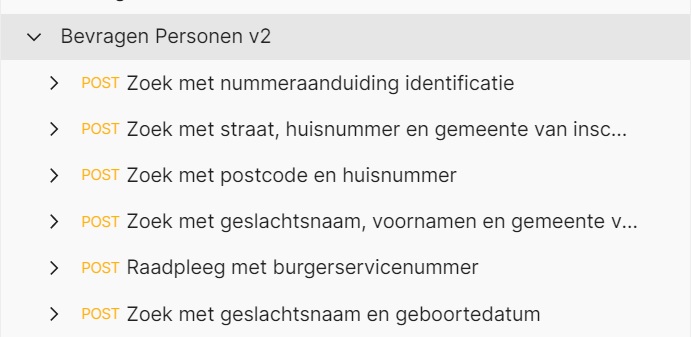 Bevragen Personen v2
POST Zoek met nummeraanduiding identificatie
POST Zoek met straat, huisnummer en gemeente van insc...
POST Zoek met postcode en huisnummer
POST Zoek met geslachtsnaam, voornamen en gemeente v...
POST Raadpleeg met burgerservicenummer
POST Zoek met geslachtsnaam en geboortedatum